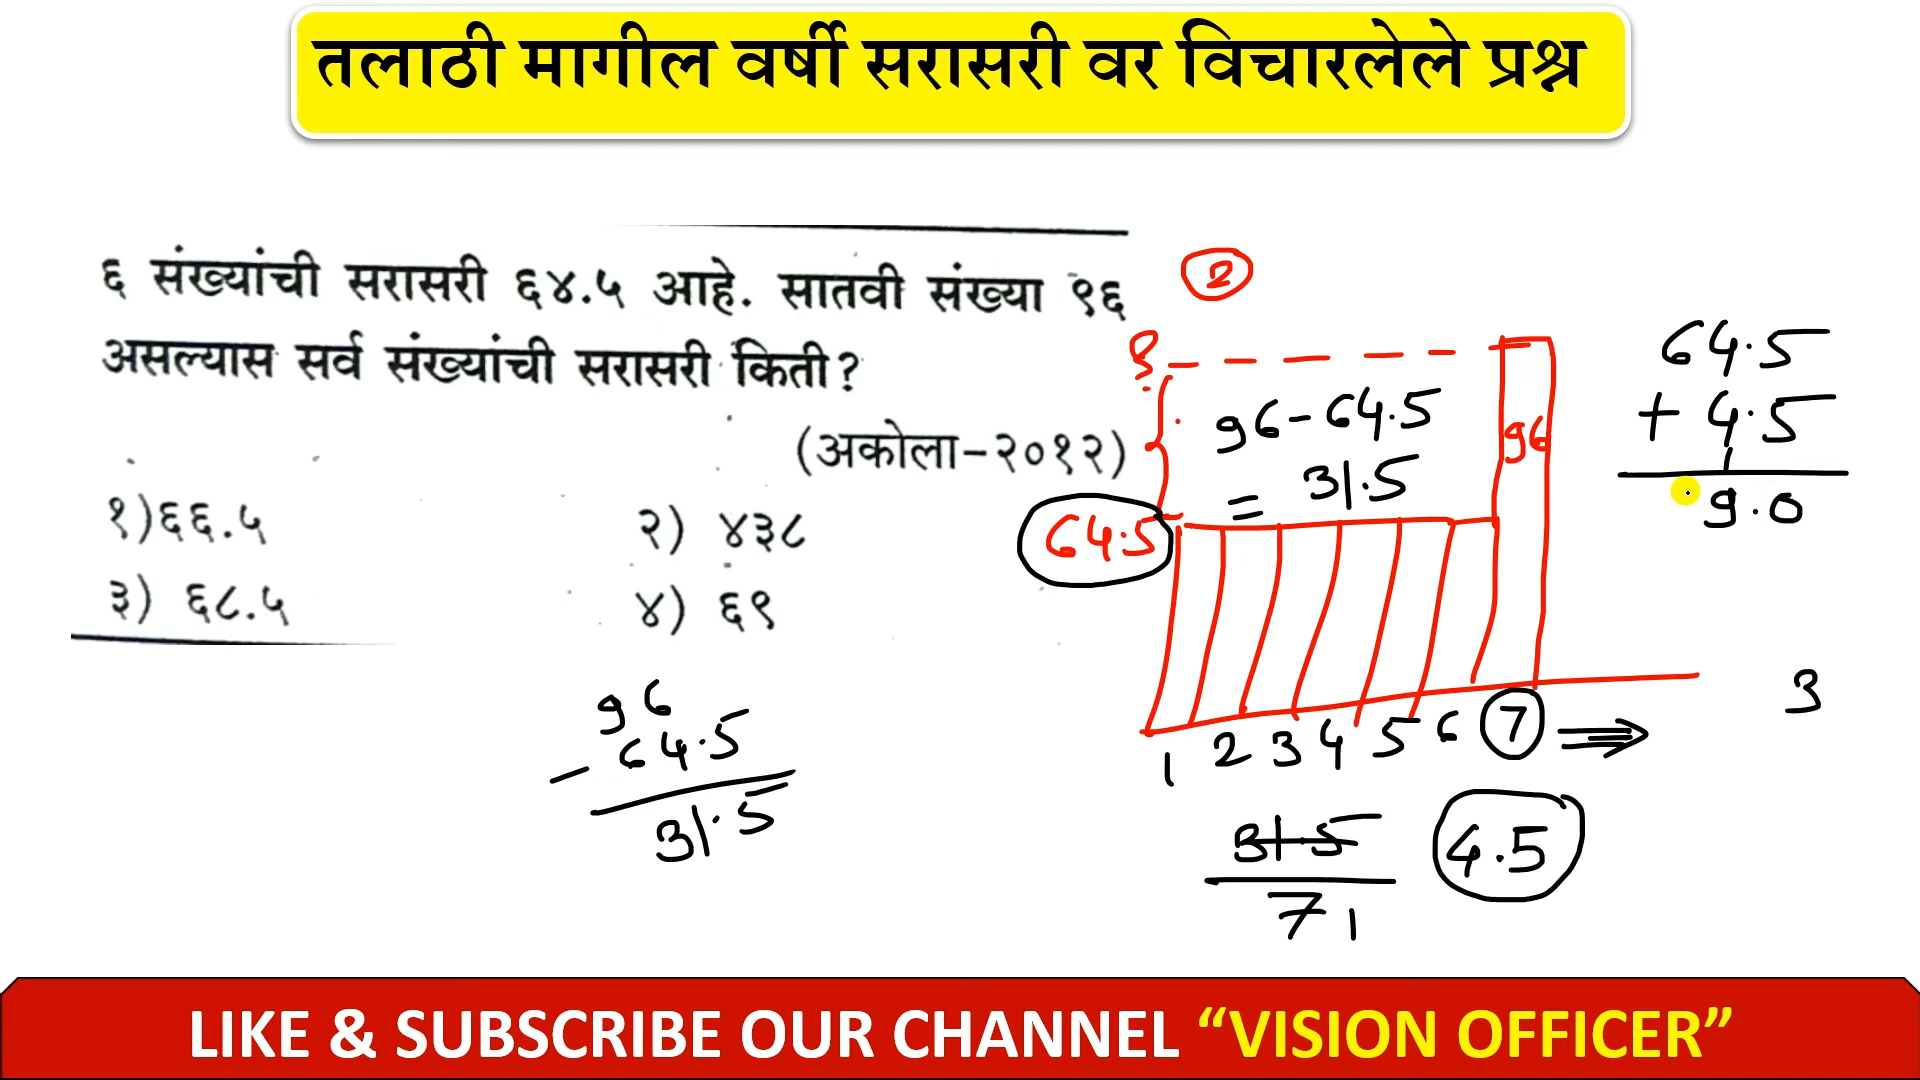 तलाठी मागील वर्षी सरासरी वर विचारलेले प्रश्न
६ संख्यांची सरासरी ६४.५ आहे. सातवी संख्या ९६
असल्यास सर्व संख्यांची सरासरी किती?
(अकोला-२०१२)
१)६६.५ २) ४३८
३) ६८.५ ४) ६९
96
- 64.5
31.5
2
96-64.5
= 31.5
96
64.5
1 2 3 4 5 6 7
31.5
7 1
4.5
64.5
+ 4.5
1
9.0
3
LIKE & SUBSCRIBE OUR CHANNEL “VISION OFFICER”